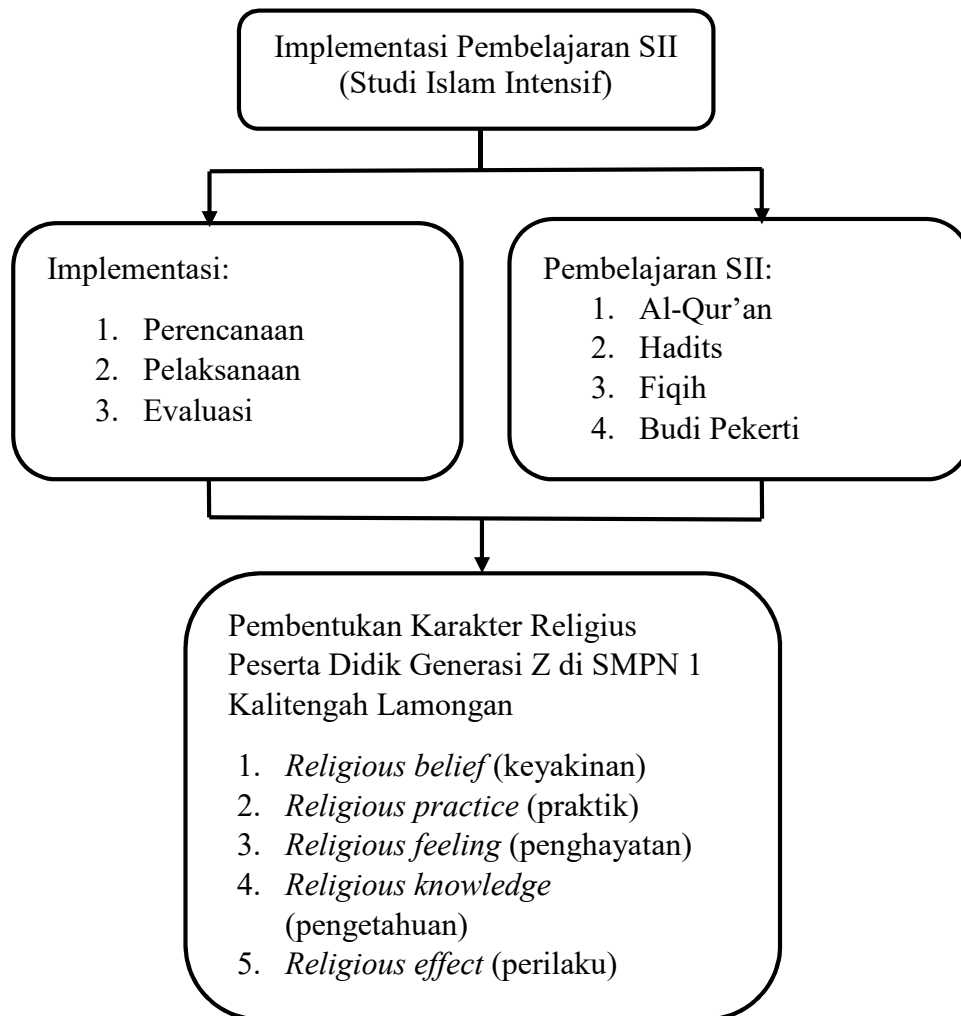 Implementasi Pembelajaran SII
(Studi Islam Intensif)
Implementasi:
1. Perencanaan
2. Pelaksanaan
3. Evaluasi
Pembelajaran SII:
1. Al-Qur’an
2. Hadits
3. Fiqih
4. Budi Pekerti
Pembentukan Karakter Religius
Peserta Didik Generasi Z di SMPN 1
Kalitengah Lamongan
1. Religious belief (keyakinan)
2. Religious practice (praktik)
3. Religious feeling (penghayatan)
4. Religious knowledge
(pengetahuan)
5. Religious effect (perilaku)